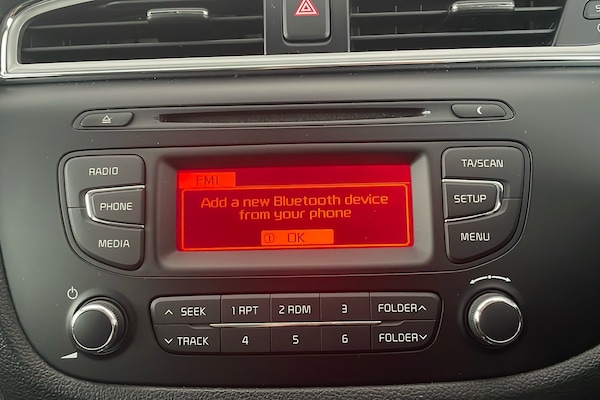 RADIO
PHONE
MEDIA
FM1
Add a new Bluetooth device
from your phone
1 OK
TA/SCAN
SETUP
MENU
∧ SEEK
1 RPT
2 RDM
3
FOLDER ∧
∨ TRACK
4
5
6
FOLDER ∨